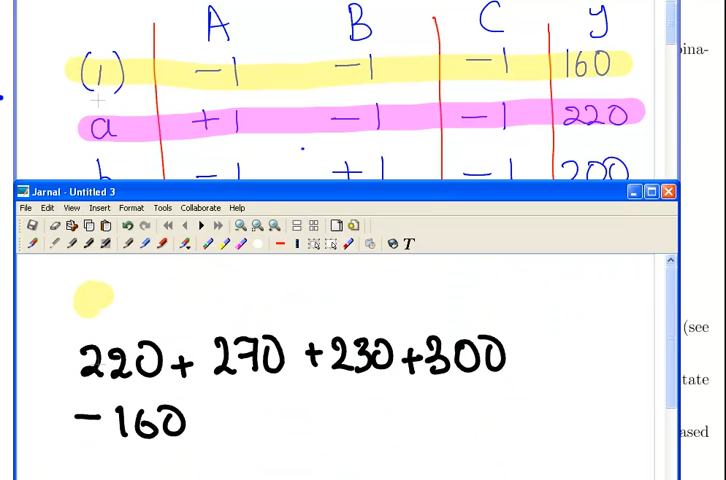 A B C y
(1) -1 -1 -1 160
bina-
a +1 -1 -1 220
b -1 +1 -1 200
Jarnal - Untitled 3
File Edit View Insert Format Tools Collaborate Help
T
(see
220 + 270 + 230 + 300
tate
- 160
ased